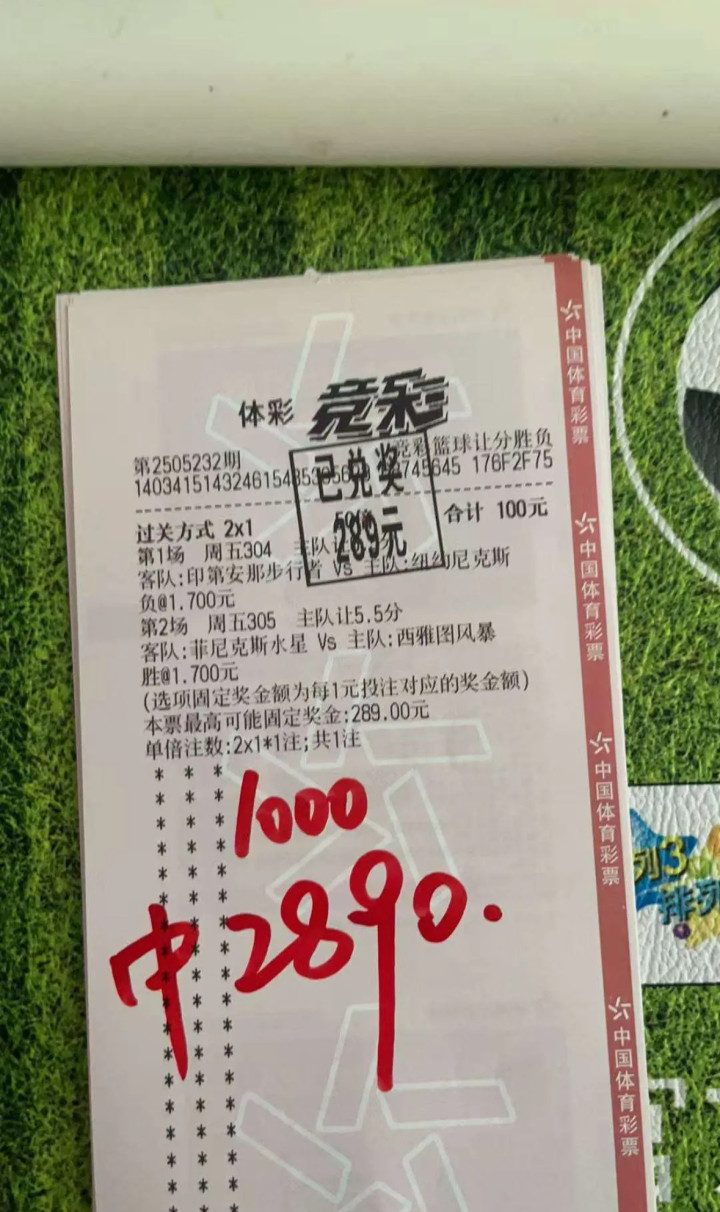 体彩 竞彩
竞彩篮球让分胜负
第2505232期
745645 176F2F75
已兑奖
289元
过关方式 2x1
合计 100元
第1场 周五304 主队让
客队:印第安那步行者 Vs 主队:纽约尼克斯
负@1.700元
第2场 周五305 主队让5.5分
客队:菲尼克斯水星 Vs 主队:西雅图风暴
胜@1.700元
(选项固定奖金额为每1元投注对应的奖金额)
本票最高可能固定奖金:289.00元
单倍注数:2x1*1注;共1注
1000
中2890.
中国体育彩票
中国体育彩票
中国体育彩票
中国体育彩票
列3
排列